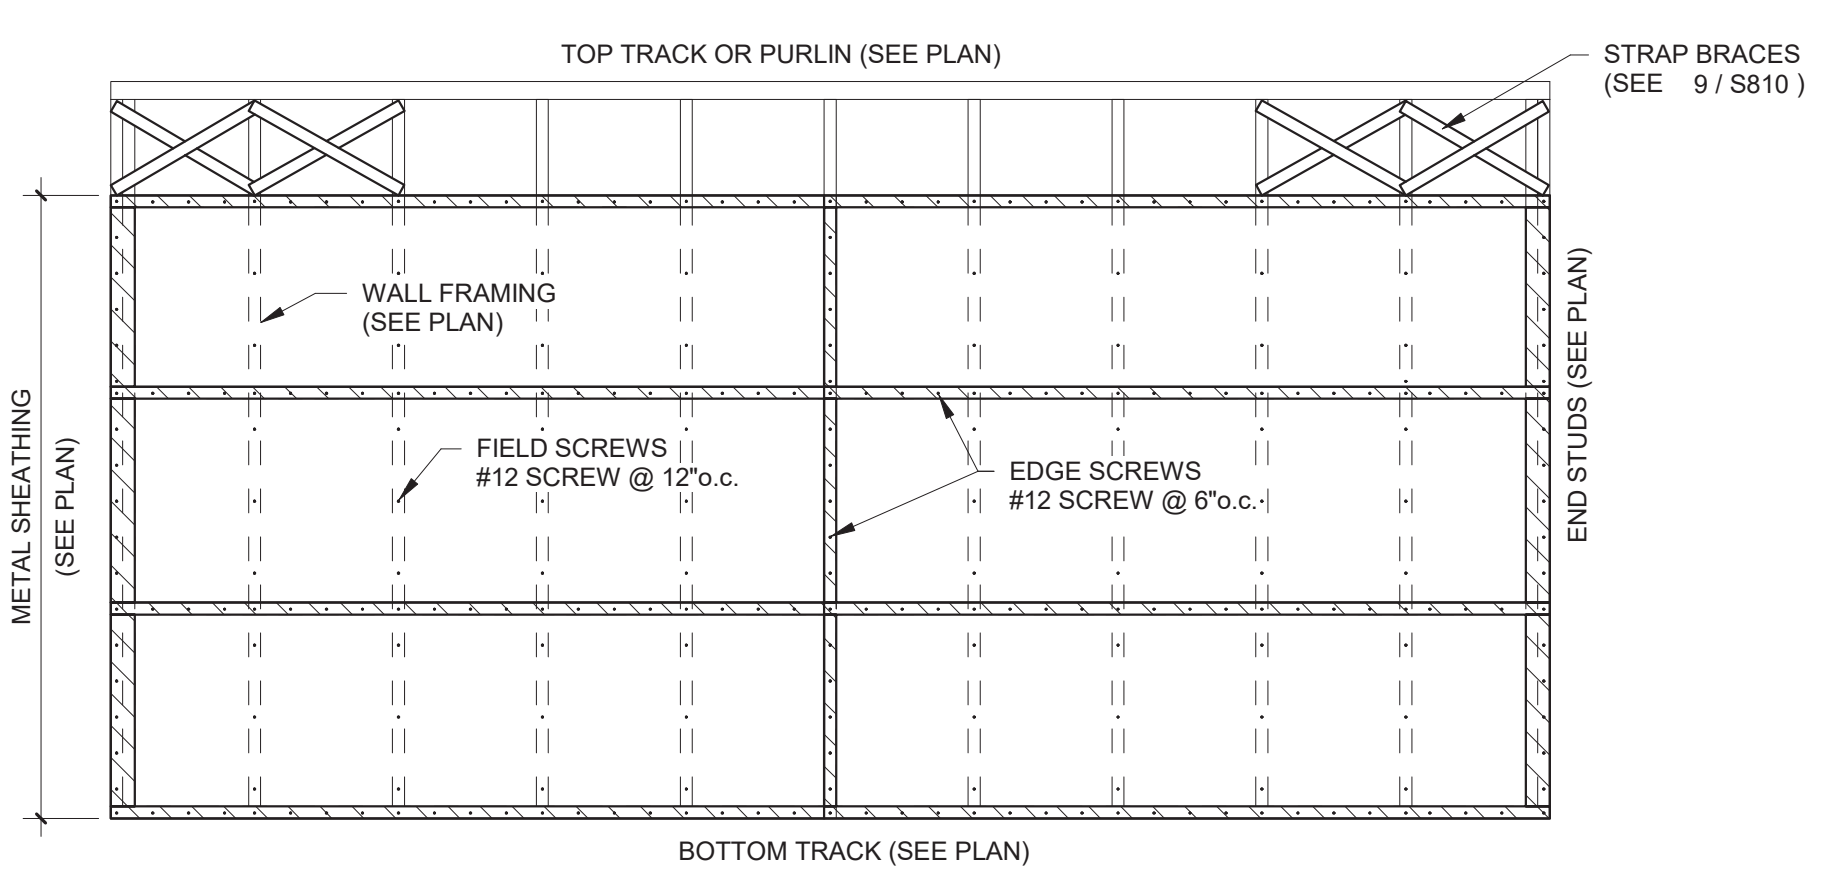 TOP TRACK OR PURLIN (SEE PLAN)
STRAP BRACES
(SEE 9 / S810 )
WALL FRAMING
(SEE PLAN)
END STUDS (SEE PLAN)
METAL SHEATHING
(SEE PLAN)
FIELD SCREWS
#12 SCREW @ 12"o.c.
EDGE SCREWS
#12 SCREW @ 6"o.c.
BOTTOM TRACK (SEE PLAN)